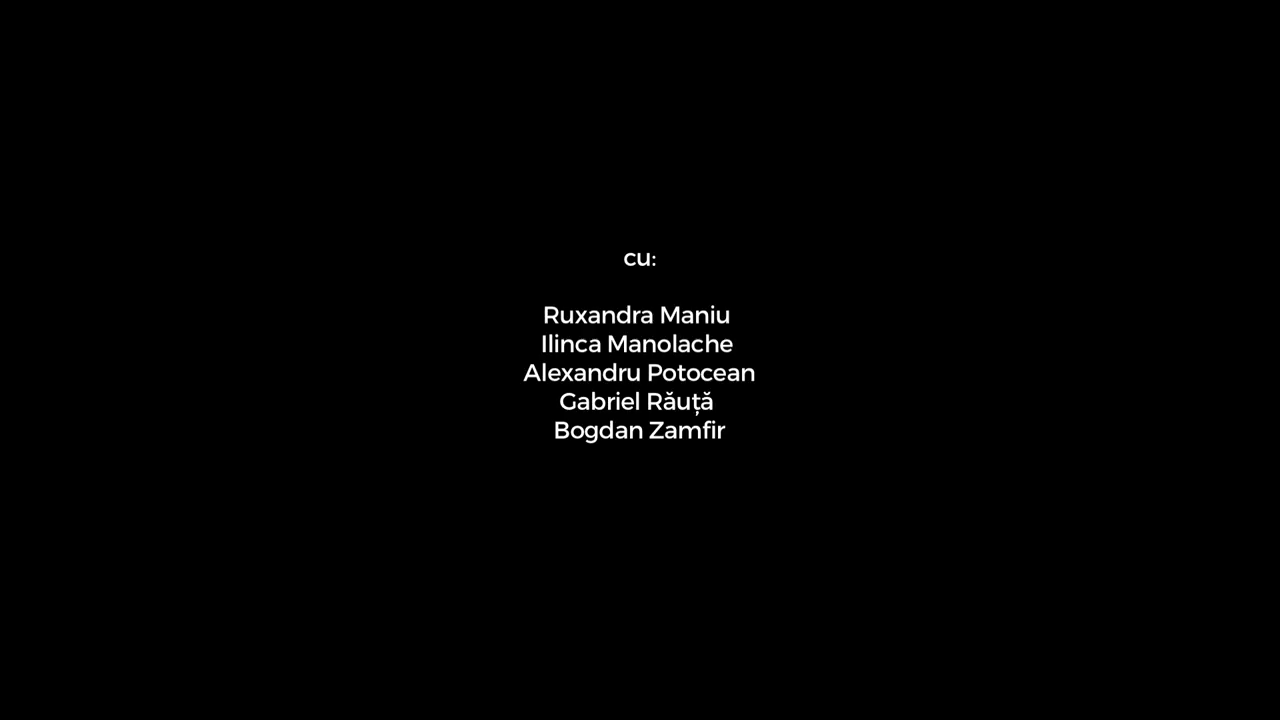 cu:
Ruxandra Maniu
Ilinca Manolache
Alexandru Potocean
Gabriel Răuță
Bogdan Zamfir